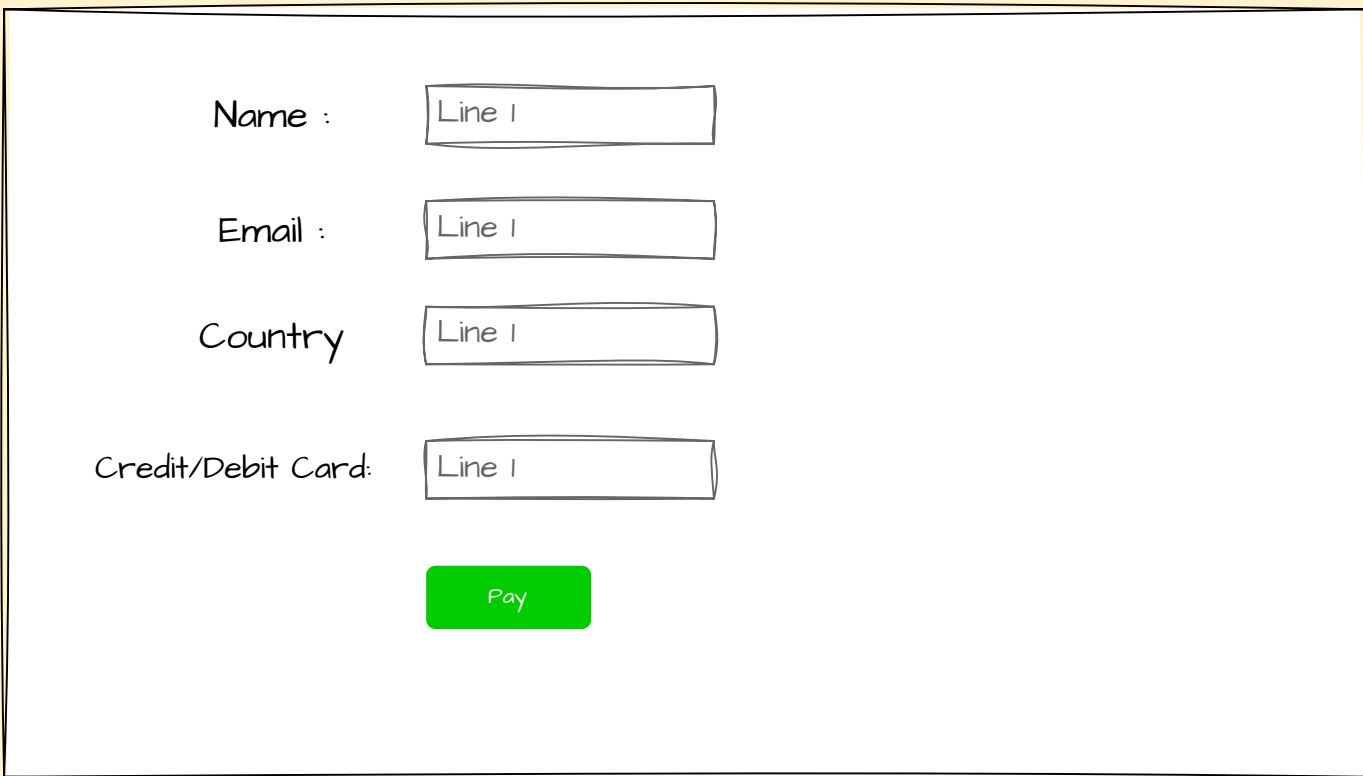 Name : Line 1
Email : Line 1
Country Line 1
Credit/Debit Card: Line 1
Pay